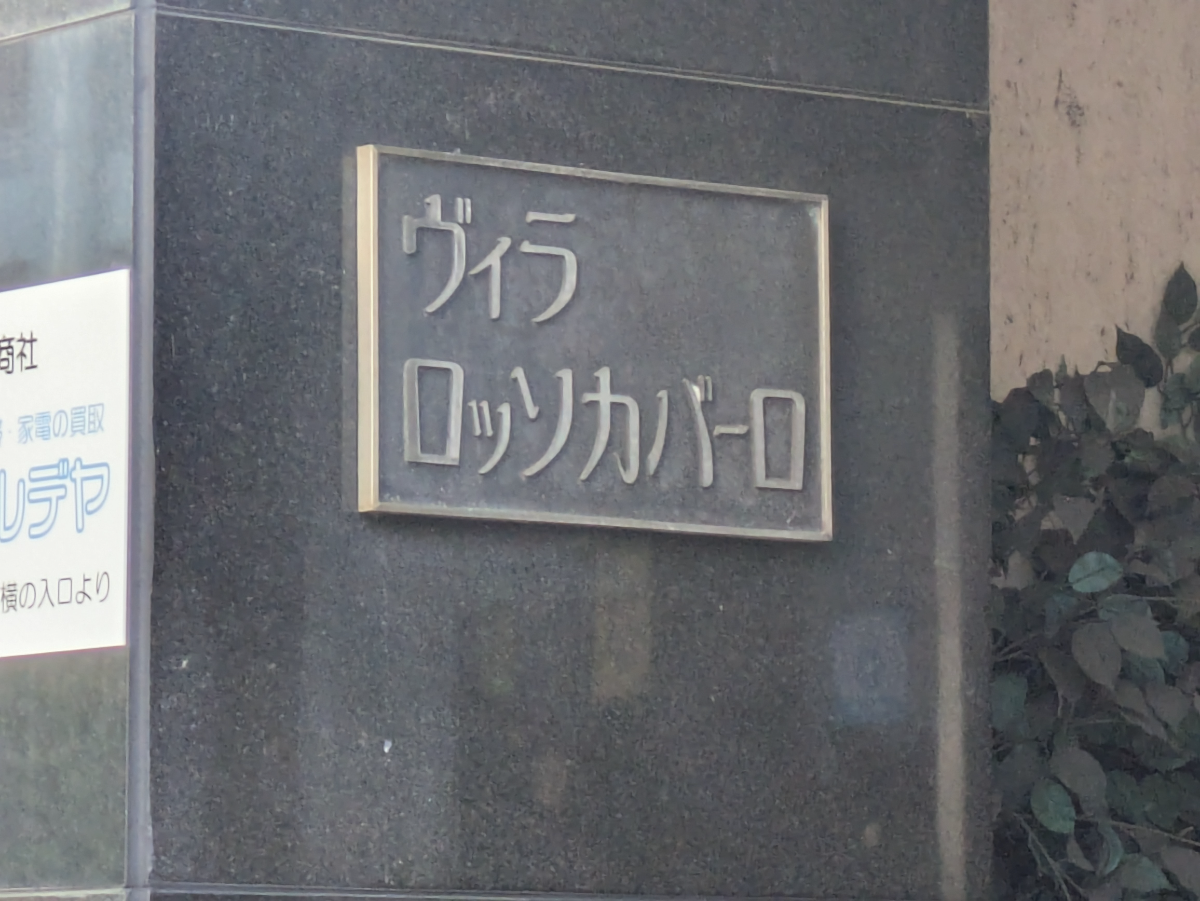 ヴィラ
ロッソカバーロ
商社
家電の買取
ルデヤ
横の入口より